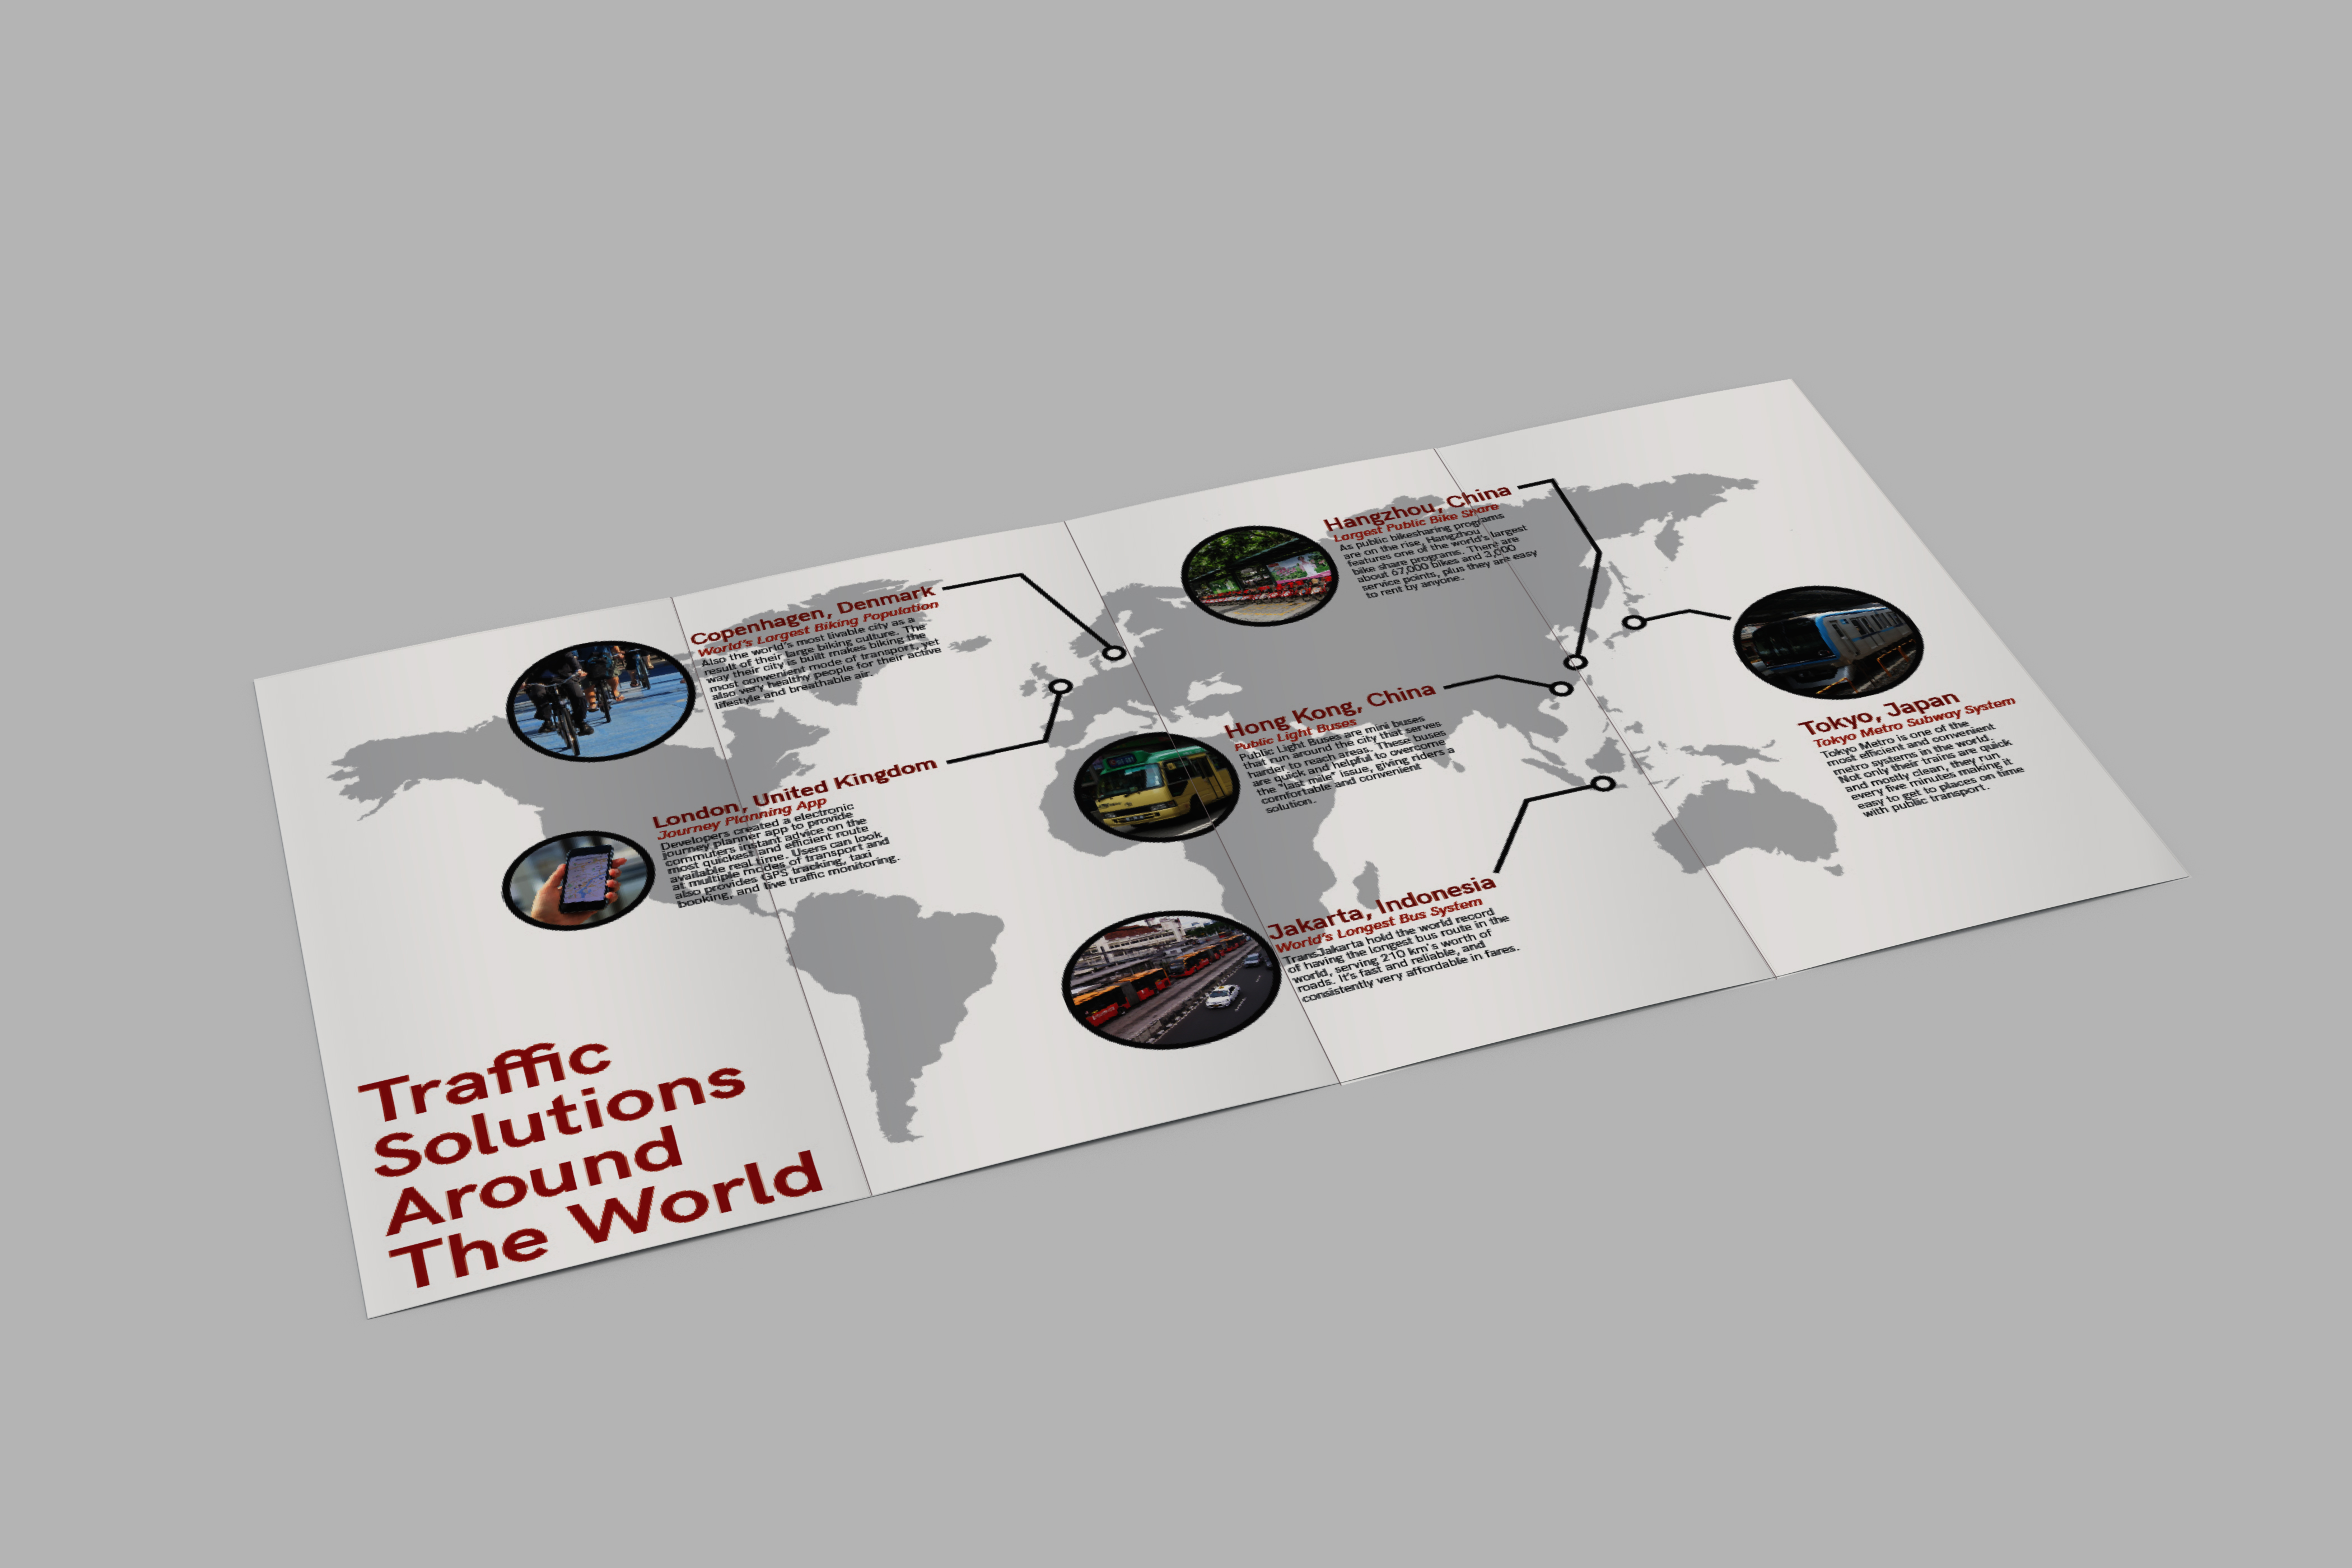 Copenhagen, Denmark
World's Largest Biking Population
Also the world's most livable city as a
result of their large biking culture. The
way their city is built makes biking the
most convenient mode of transport, yet
also very healthy people for their active
lifestyle and breathable air.
London, United Kingdom
Journey Planning App
Developers created a electronic
journey planner app to provide
commuters instant advice on the
most quickest and efficient route
available real time. Users can look
at multiple modes of transport and
also provides GPS tracking, taxi
booking, and live traffic monitoring.
Hangzhou, China
Largest Public Bike Share
As public bikesharing programs
are on the rise, Hangzhou
features one of the world's largest
bike share programs. There are
about 67,000 bikes and 3,000
service points, plus they are easy
to rent by anyone.
Hong Kong, China
Public Light Buses
Public Light Buses are mini buses
that run around the city that serves
harder to reach areas. These buses
are quick and helpful to overcome
the "last mile" issue, giving riders a
comfortable and convenient
solution.
Jakarta, Indonesia
World's Longest Bus System
TransJakarta hold the world record
of having the longest bus route in the
world, serving 210 km's worth of
roads. It's fast and reliable, and
consistently very affordable in fares.
Tokyo, Japan
Tokyo Metro Subway System
Tokyo Metro is one of the
most efficient and convenient
metro systems in the world.
Not only their trains are quick
and mostly clean, they run
every five minutes making it
easy to get to places on time
with public transport.
Traffic
Solutions
Around
The World